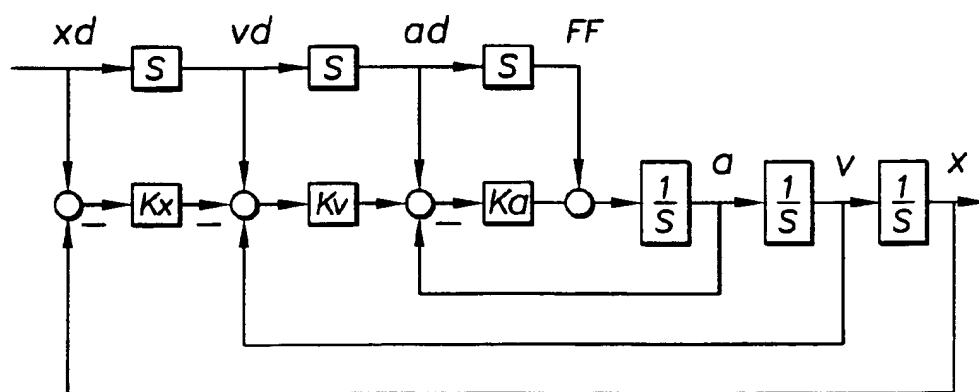 xd vd ad FF
S S S
Kx Kv Ka
a v x
1/S 1/S 1/S